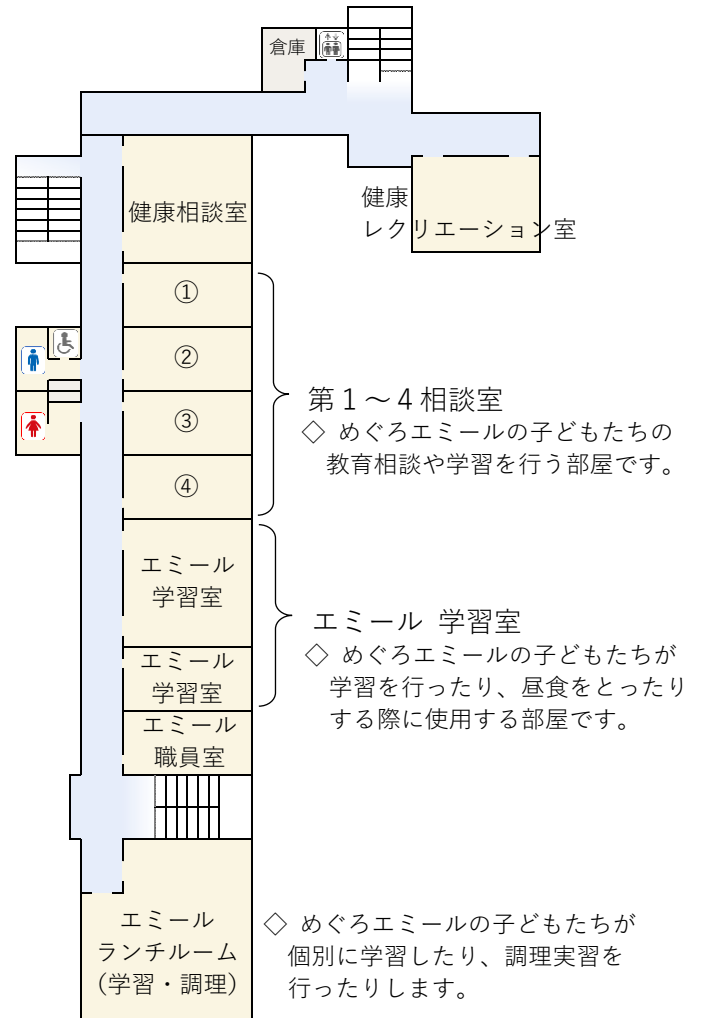 倉庫
健康相談室
健康
レクリエーション室
①
②
③
④
第１～４相談室
◇ めぐろエミールの子どもたちの
教育相談や学習を行う部屋です。
エミール
学習室
エミール
学習室
エミール 学習室
◇ めぐろエミールの子どもたちが
学習を行ったり、昼食をとったり
する際に使用する部屋です。
エミール
職員室
エミール
ランチルーム
（学習・調理）
◇ めぐろエミールの子どもたちが
個別に学習したり、調理実習を
行ったりします。